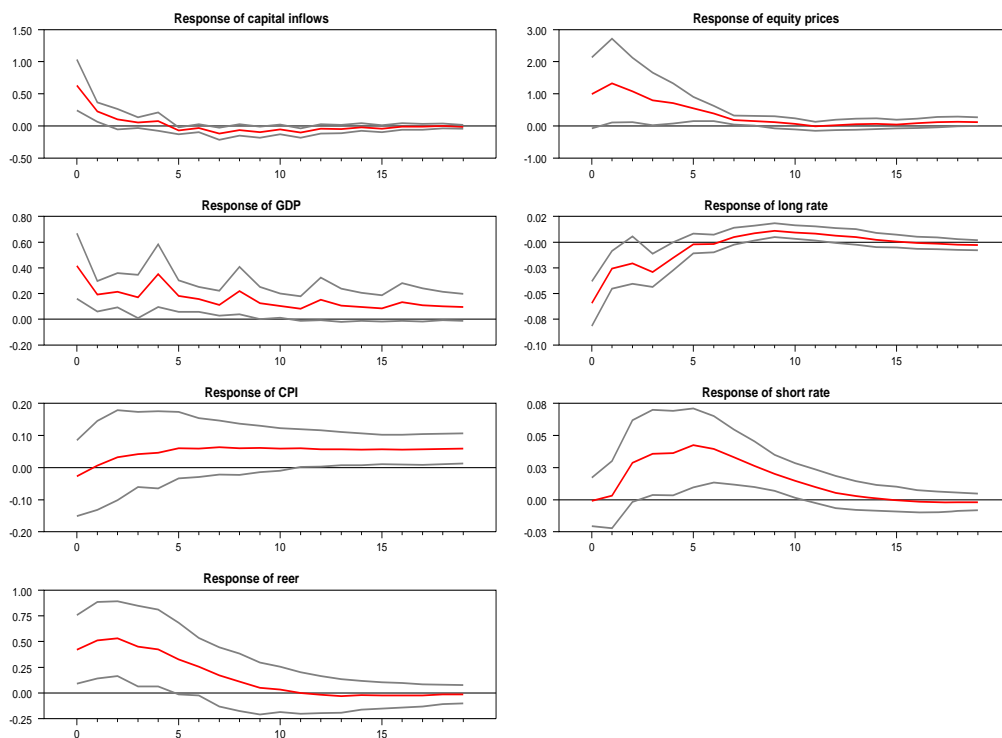 Response of capital inflows
1.50
1.00
0.50
0.00
-0.50
0 5 10 15
Response of equity prices
3.00
2.00
1.00
0.00
-1.00
0 5 10 15
Response of GDP
0.80
0.60
0.40
0.20
0.00
-0.20
0 5 10 15
Response of long rate
0.02
-0.00
-0.03
-0.05
-0.08
-0.10
0 5 10 15
Response of CPI
0.20
0.10
0.00
-0.10
-0.20
0 5 10 15
Response of short rate
0.08
0.05
0.03
0.00
-0.03
0 5 10 15
Response of reer
1.00
0.75
0.50
0.25
0.00
-0.25
0 5 10 15